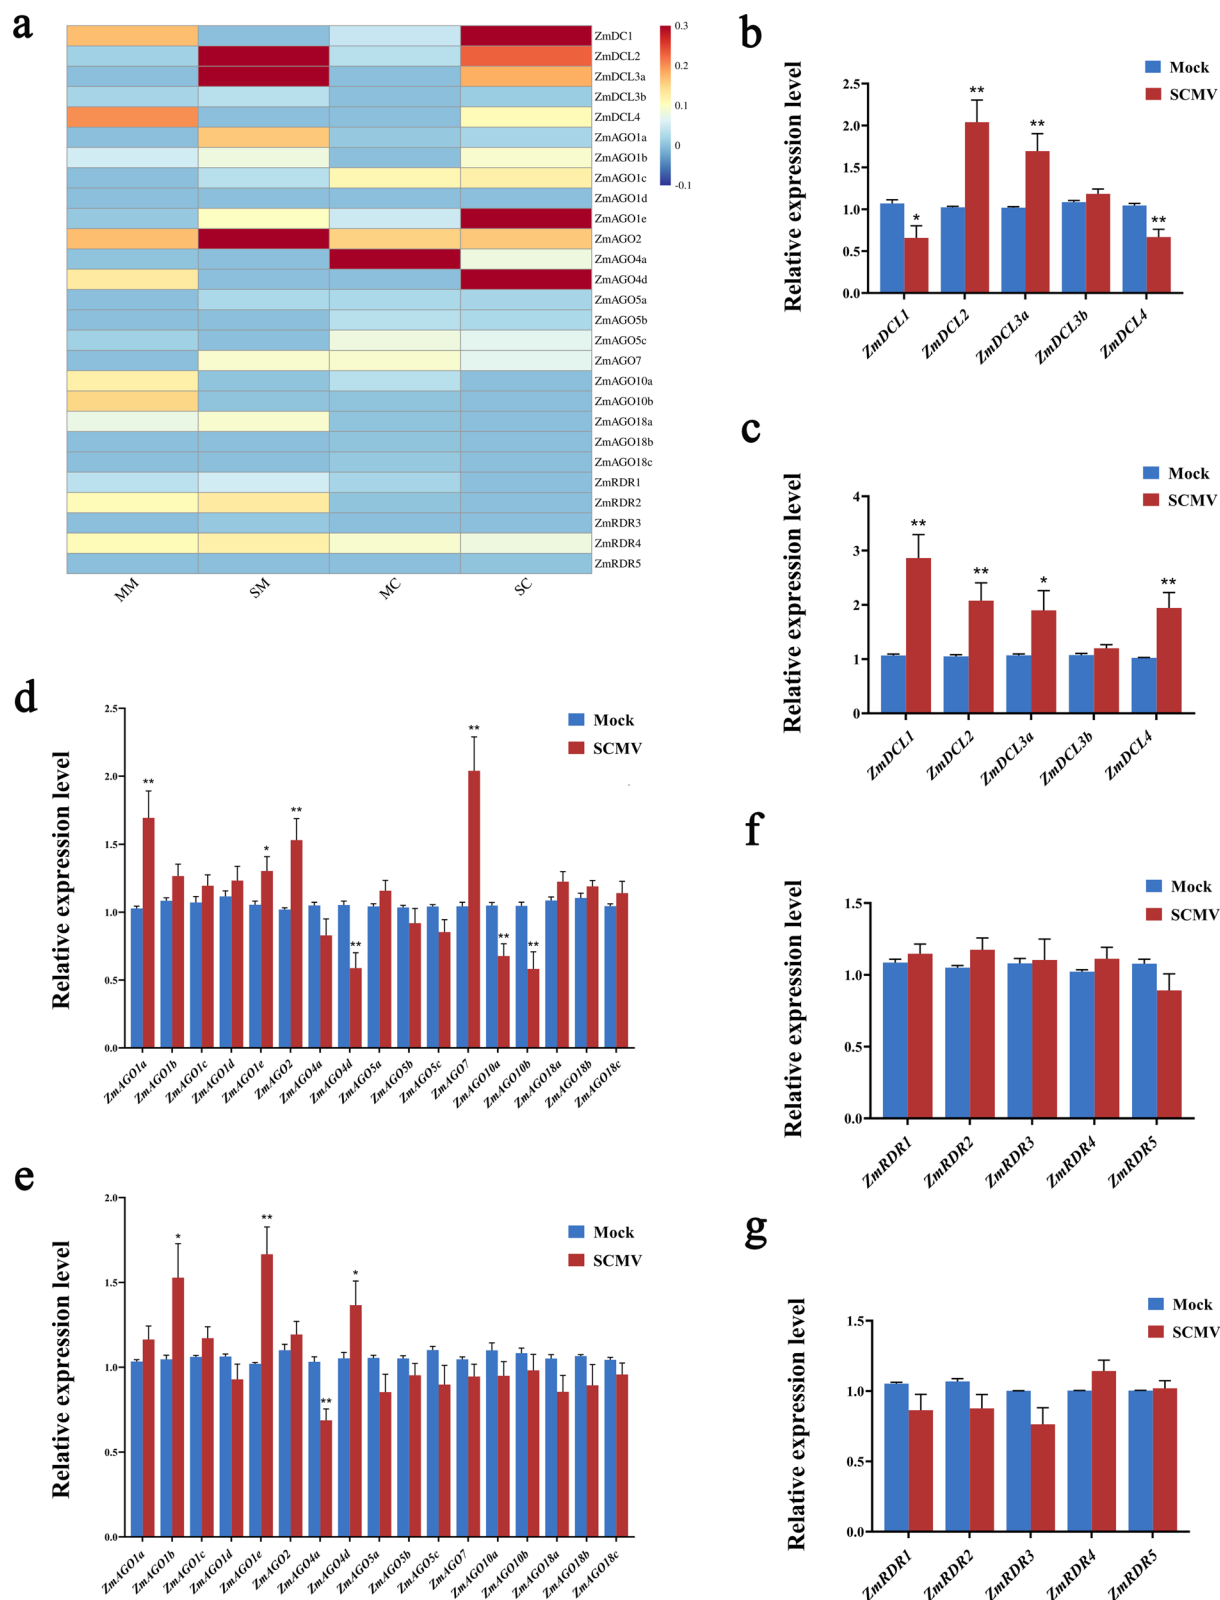 a
ZmDC1
ZmDCL2
ZmDCL3a
ZmDCL3b
ZmDCL4
ZmAGO1a
ZmAGO1b
ZmAGO1c
ZmAGO1d
ZmAGO1e
ZmAGO2
ZmAGO4a
ZmAGO4d
ZmAGO5a
ZmAGO5b
ZmAGO5c
ZmAGO7
ZmAGO10a
ZmAGO10b
ZmAGO18a
ZmAGO18b
ZmAGO18c
ZmRDR1
ZmRDR2
ZmRDR3
ZmRDR4
ZmRDR5
MM SM MC SC
0.3
0.2
0.1
0
-0.1
b
Mock
SCMV
Relative expression level
2.5
2.0
1.5
1.0
0.5
0.0
* ** ** **
ZmDCL1 ZmDCL2 ZmDCL3a ZmDCL3b ZmDCL4
c
Mock
SCMV
Relative expression level
4
3
2
1
0
** ** * **
ZmDCL1 ZmDCL2 ZmDCL3a ZmDCL3b ZmDCL4
d
Mock
SCMV
Relative expression level
2.5
2.0
1.5
1.0
0.5
0.0
** * ** ** ** ** **
ZmAGO1a ZmAGO1b ZmAGO1c ZmAGO1d ZmAGO1e ZmAGO2 ZmAGO4a ZmAGO4d ZmAGO5a ZmAGO5b ZmAGO5c ZmAGO7 ZmAGO10a ZmAGO10b ZmAGO18a ZmAGO18b ZmAGO18c
e
Mock
SCMV
Relative expression level
2.0
1.5
1.0
0.5
0.0
* ** ** *
ZmAGO1a ZmAGO1b ZmAGO1c ZmAGO1d ZmAGO1e ZmAGO2 ZmAGO4a ZmAGO4d ZmAGO5a ZmAGO5b ZmAGO5c ZmAGO7 ZmAGO10a ZmAGO10b ZmAGO18a ZmAGO18b ZmAGO18c
f
Mock
SCMV
Relative expression level
1.5
1.0
0.5
0.0
ZmRDR1 ZmRDR2 ZmRDR3 ZmRDR4 ZmRDR5
g
Mock
SCMV
Relative expression level
1.5
1.0
0.5
0.0
ZmRDR1 ZmRDR2 ZmRDR3 ZmRDR4 ZmRDR5